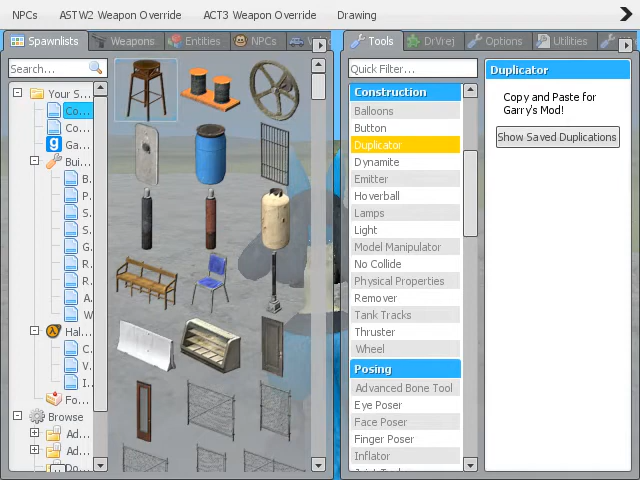 NPCs ASTW2 Weapon Override ACT3 Weapon Override Drawing
Spawnlists Weapons Entities NPCs
Search...
Your S...
Co...
Co...
Ga...
Bui...
B.
P.
S.
S.
G.
R.
R.
A.
W
Hal...
C.
V.
I.
Fo...
Browse
Ad...
Ad...
Tools DrVrej Options Utilities
Quick Filter...
Construction
Balloons
Button
Duplicator
Dynamite
Emitter
Hoverball
Lamps
Light
Model Manipulator
No Collide
Physical Properties
Remover
Tank Tracks
Thruster
Wheel
Posing
Advanced Bone Tool
Eye Poser
Face Poser
Finger Poser
Inflator
Duplicator
Copy and Paste for
Garry's Mod!
Show Saved Duplications